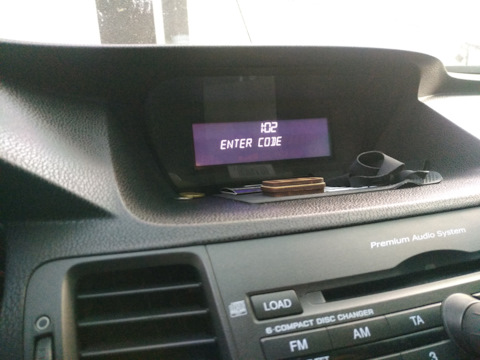 1:02
ENTER CODE
Premium Audio System
LOAD
6-COMPACT DISC CHANGER
FM
AM
TA
3